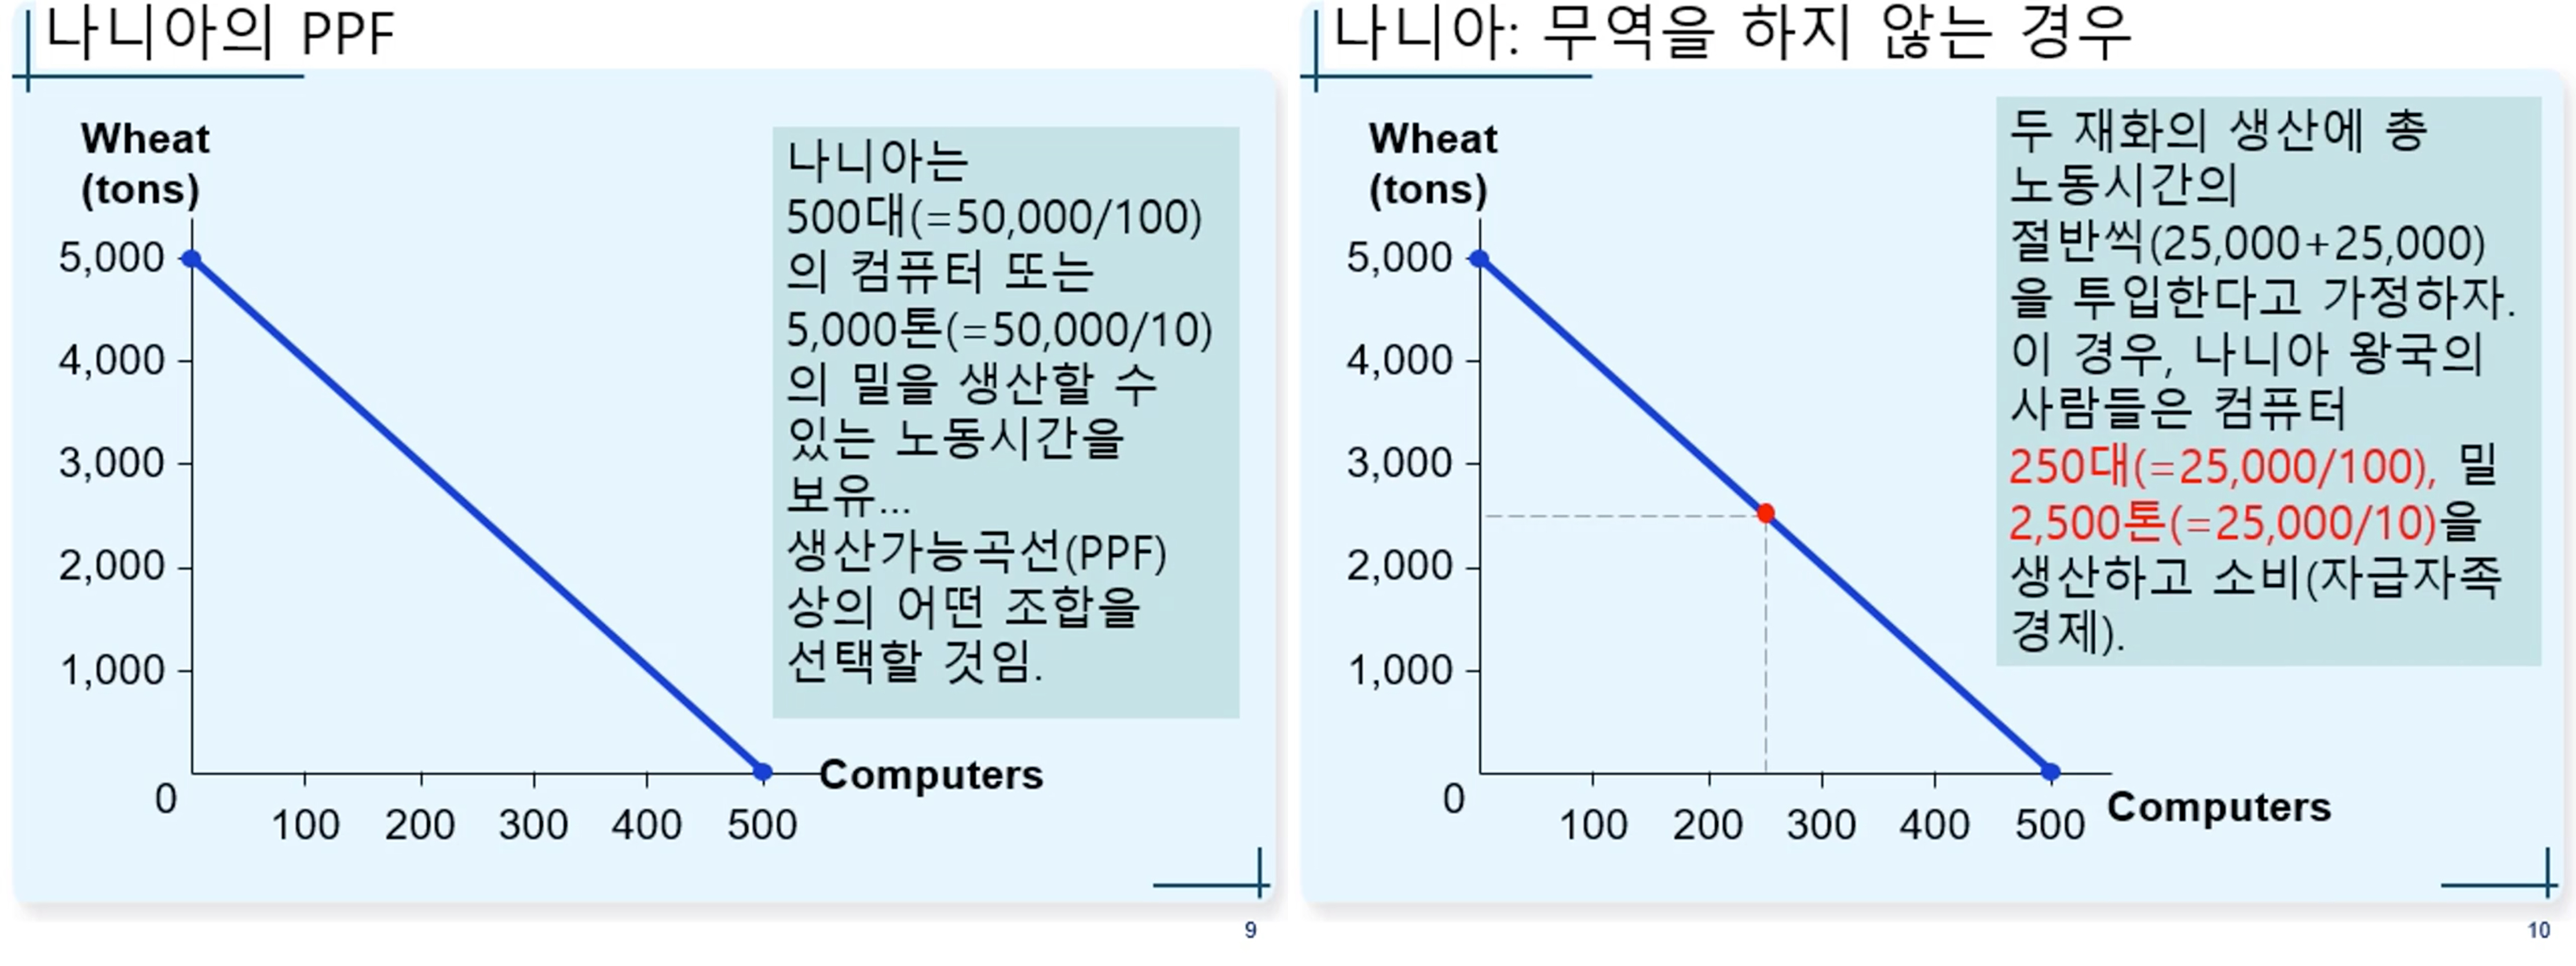 나니아의 PPF
Wheat
(tons)
5,000
4,000
3,000
2,000
1,000
0
100 200 300 400 500
Computers
나니아는
500대(=50,000/100)
의 컴퓨터 또는
5,000톤(=50,000/10)
의 밀을 생산할 수
있는 노동시간을
보유...
생산가능곡선(PPF)
상의 어떤 조합을
선택할 것임.
9
나니아: 무역을 하지 않는 경우
Wheat
(tons)
5,000
4,000
3,000
2,000
1,000
0
100 200 300 400 500
Computers
두 재화의 생산에 총
노동시간의
절반씩(25,000+25,000)
을 투입한다고 가정하자.
이 경우, 나니아 왕국의
사람들은 컴퓨터
250대(=25,000/100), 밀
2,500톤(=25,000/10)을
생산하고 소비(자급자족
경제).
10